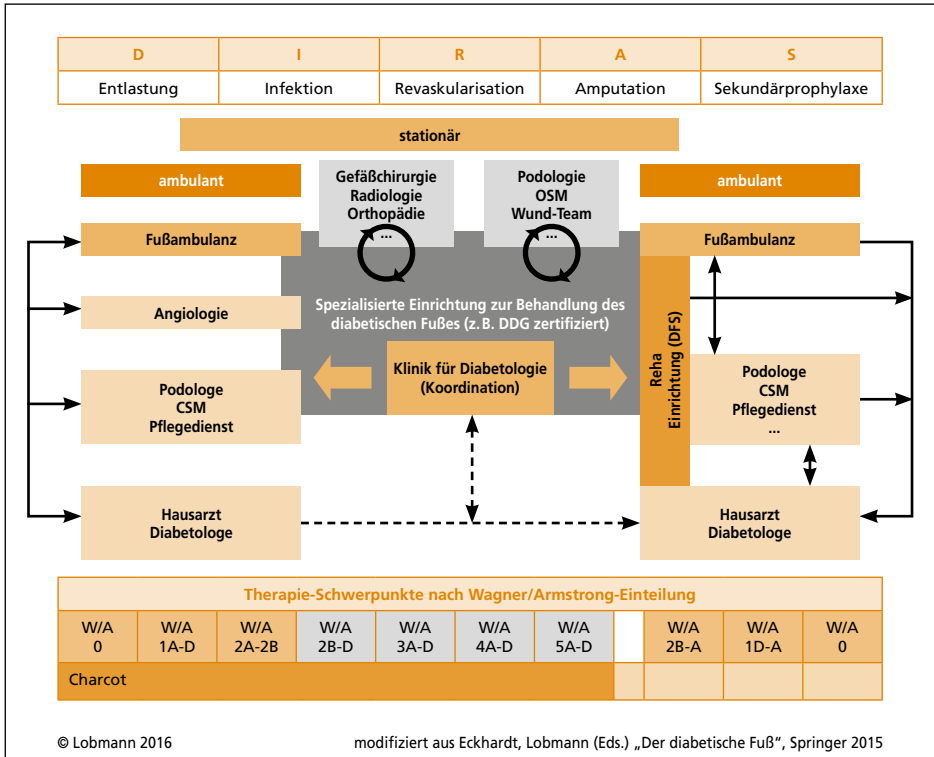 D I R A S
Entlastung Infektion Revaskularisation Amputation Sekundärprophylaxe
stationär
ambulant
Gefäßchirurgie
Radiologie
Orthopädie
...
Podologie
OSM
Wund-Team
...
ambulant
Fußambulanz
Fußambulanz
Angiologie
Spezialisierte Einrichtung zur Behandlung des
diabetischen Fußes (z. B. DDG zertifiziert)
Klinik für Diabetologie
(Koordination)
Reha
Einrichtung (DFS)
Podologe
CSM
Pflegedienst
Podologe
CSM
Pflegedienst
...
Hausarzt
Diabetologe
Hausarzt
Diabetologe
Therapie-Schwerpunkte nach Wagner/Armstrong-Einteilung
W/A W/A W/A W/A W/A W/A W/A W/A W/A W/A
0 1A-D 2A-2B 2B-D 3A-D 4A-D 5A-D 2B-A 1D-A 0
Charcot
© Lobmann 2016 modifiziert aus Eckhardt, Lobmann (Eds.) „Der diabetische Fuß“, Springer 2015